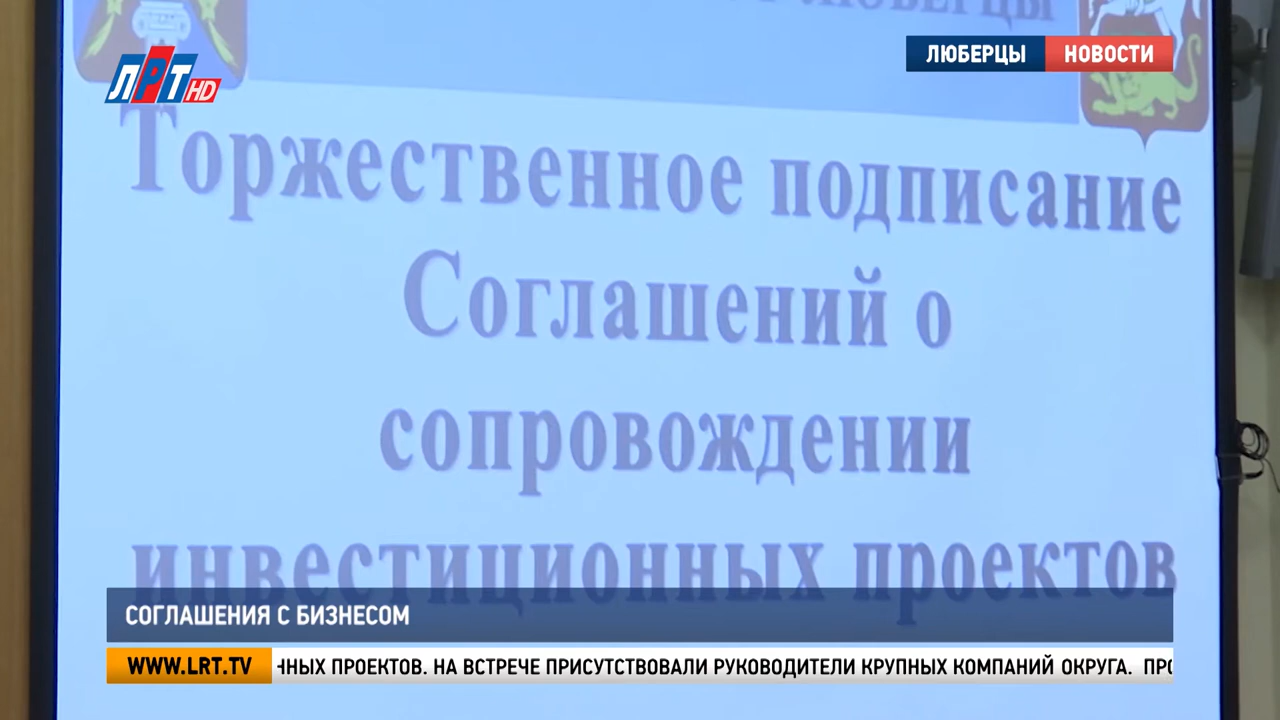 ЛЮБЕРЦЫ
ЛРТ HD
ЛЮБЕРЦЫ НОВОСТИ
Торжественное подписание
Соглашений о
сопровождении
инвестиционных проектов
СОГЛАШЕНИЯ С БИЗНЕСОМ
WWW.LRT.TV
ПРОЕКТОВ. НА ВСТРЕЧЕ ПРИСУТСТВОВАЛИ РУКОВОДИТЕЛИ КРУПНЫХ КОМПАНИЙ ОКРУГА.